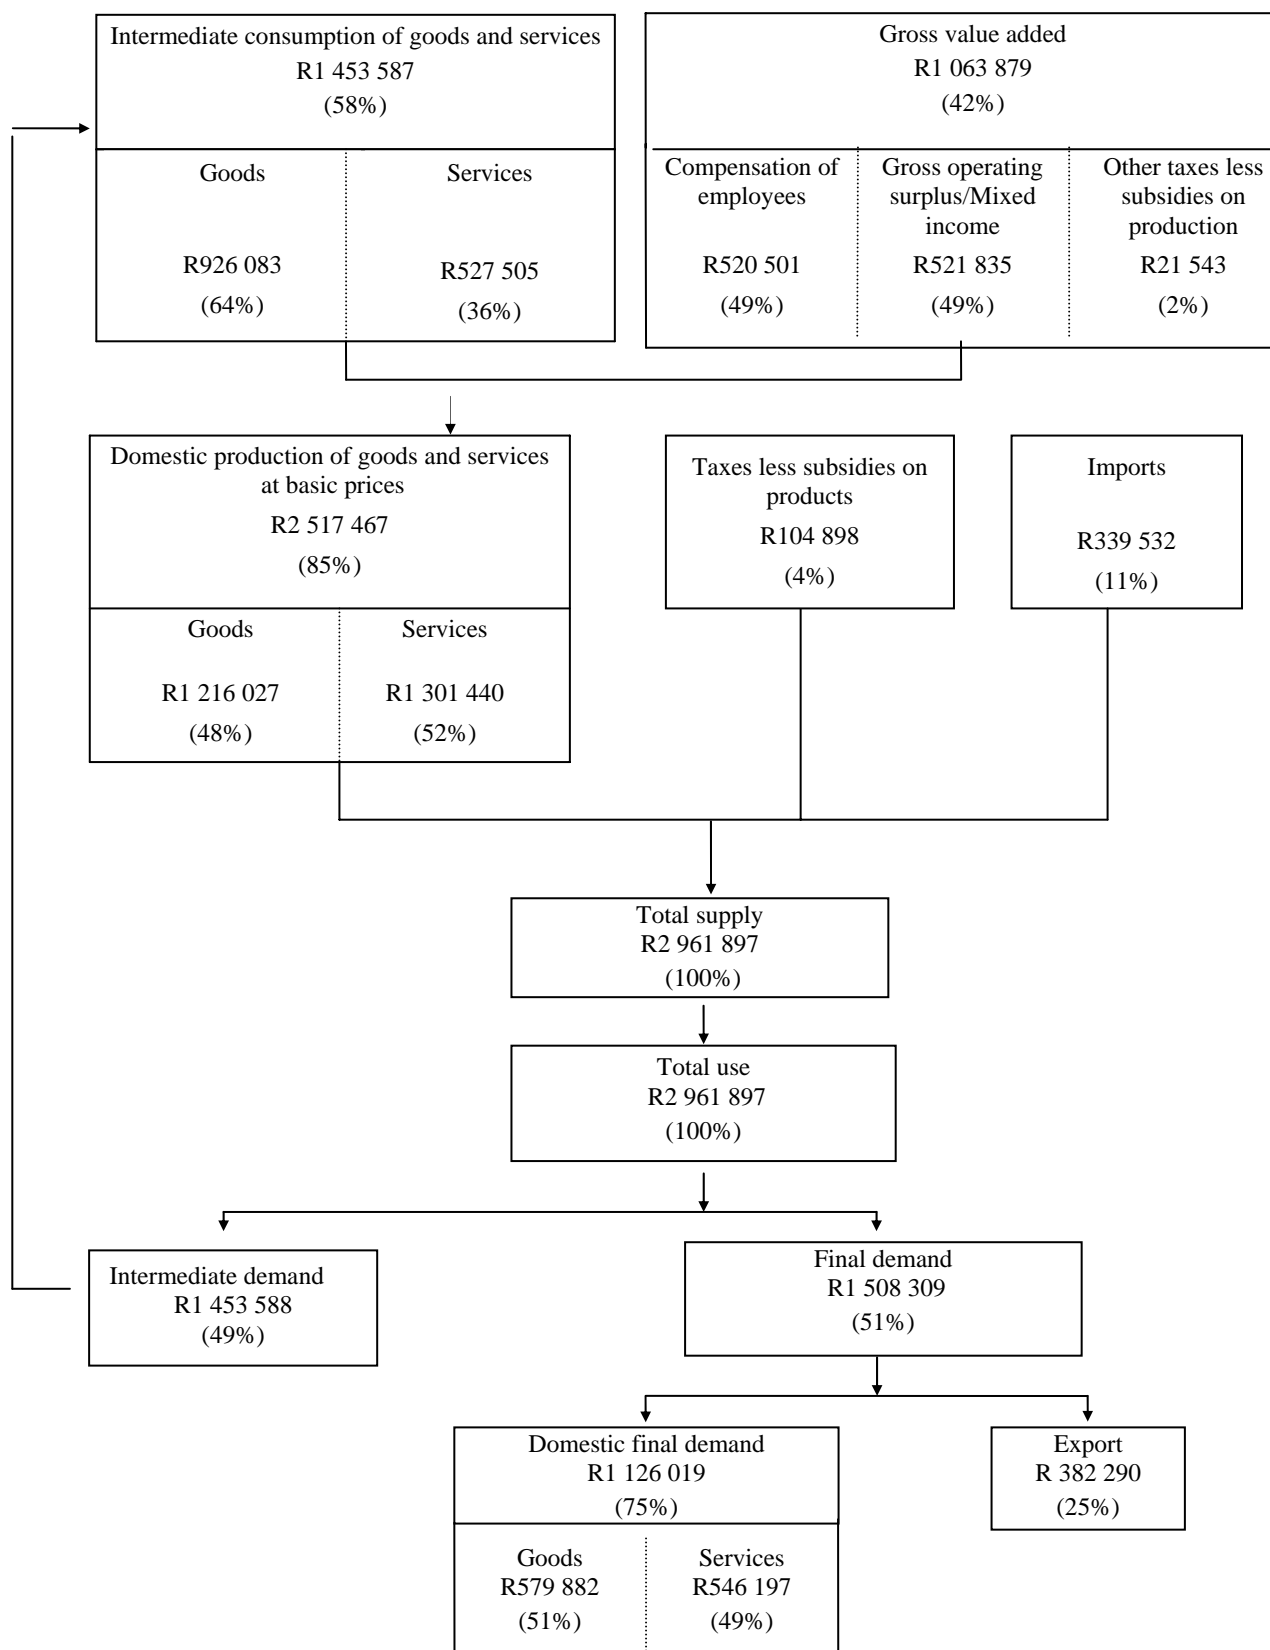 Intermediate consumption of goods and services
R1 453 587
(58%)
Goods
R926 083
(64%)
Services
R527 505
(36%)
Gross value added
R1 063 879
(42%)
Compensation of
employees
R520 501
(49%)
Gross operating
surplus/Mixed
income
R521 835
(49%)
Other taxes less
subsidies on
production
R21 543
(2%)
Domestic production of goods and services
at basic prices
R2 517 467
(85%)
Goods
R1 216 027
(48%)
Services
R1 301 440
(52%)
Taxes less subsidies on
products
R104 898
(4%)
Imports
R339 532
(11%)
Total supply
R2 961 897
(100%)
Total use
R2 961 897
(100%)
Intermediate demand
R1 453 588
(49%)
Final demand
R1 508 309
(51%)
Domestic final demand
R1 126 019
(75%)
Goods
R579 882
(51%)
Services
R546 197
(49%)
Export
R 382 290
(25%)